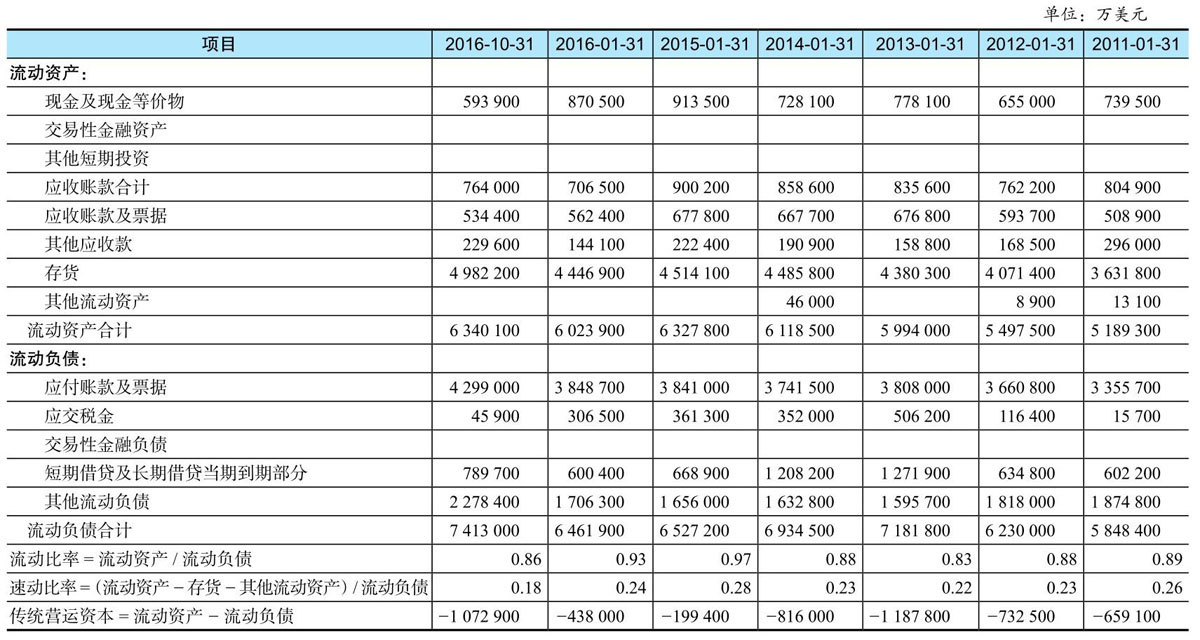 单位：万美元
项目 2016-10-31 2016-01-31 2015-01-31 2014-01-31 2013-01-31 2012-01-31 2011-01-31
流动资产：
现金及现金等价物 593 900 870 500 913 500 728 100 778 100 655 000 739 500
交易性金融资产
其他短期投资
应收账款合计 764 000 706 500 900 200 858 600 835 600 762 200 804 900
应收账款及票据 534 400 562 400 677 800 667 700 676 800 593 700 508 900
其他应收款 229 600 144 100 222 400 190 900 158 800 168 500 296 000
存货 4 982 200 4 446 900 4 514 100 4 485 800 4 380 300 4 071 400 3 631 800
其他流动资产 46 000 8 900 13 100
流动资产合计 6 340 100 6 023 900 6 327 800 6 118 500 5 994 000 5 497 500 5 189 300
流动负债：
应付账款及票据 4 299 000 3 848 700 3 841 000 3 741 500 3 808 000 3 660 800 3 355 700
应交税金 45 900 306 500 361 300 352 000 506 200 116 400 15 700
交易性金融负债
短期借贷及长期借贷当期到期部分 789 700 600 400 668 900 1 208 200 1 271 900 634 800 602 200
其他流动负债 2 278 400 1 706 300 1 656 000 1 632 800 1 595 700 1 818 000 1 874 800
流动负债合计 7 413 000 6 461 900 6 527 200 6 934 500 7 181 800 6 230 000 5 848 400
流动比率 = 流动资产 / 流动负债 0.86 0.93 0.97 0.88 0.83 0.88 0.89
速动比率=（流动资产 − 存货 − 其他流动资产）/ 流动负债 0.18 0.24 0.28 0.23 0.22 0.23 0.26
传统营运资本 = 流动资产 − 流动负债 −1 072 900 −438 000 −199 400 −816 000 −1 187 800 −732 500 −659 100